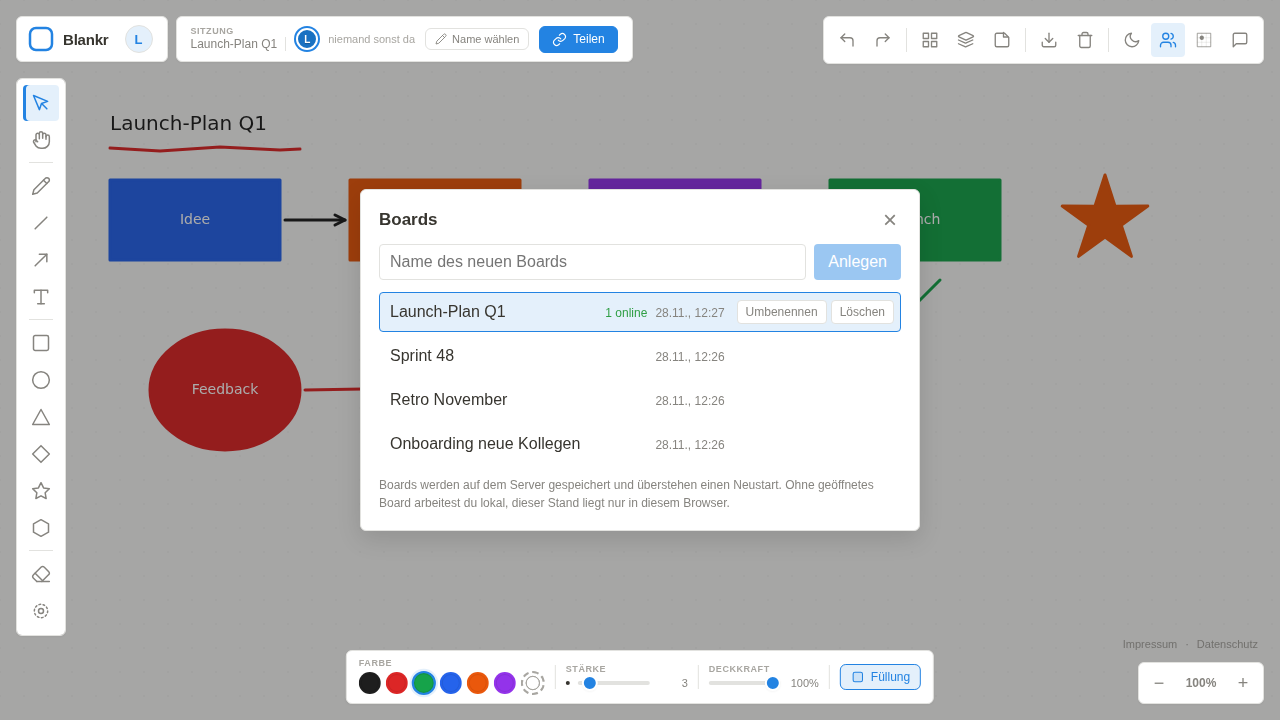 Blankr
L
SITZUNG
Launch-Plan Q1
L
niemand sonst da
Name wählen
Teilen
Launch-Plan Q1
Idee
nch
Feedback
Boards
Name des neuen Boards
Anlegen
Launch-Plan Q1 1 online 28.11., 12:27 Umbenennen Löschen
Sprint 48 28.11., 12:26
Retro November 28.11., 12:26
Onboarding neue Kollegen 28.11., 12:26
Boards werden auf dem Server gespeichert und überstehen einen Neustart. Ohne geöffnetes
Board arbeitest du lokal, dieser Stand liegt nur in diesem Browser.
Impressum · Datenschutz
FARBE
STÄRKE
3
DECKKRAFT
100%
Füllung
− 100% +